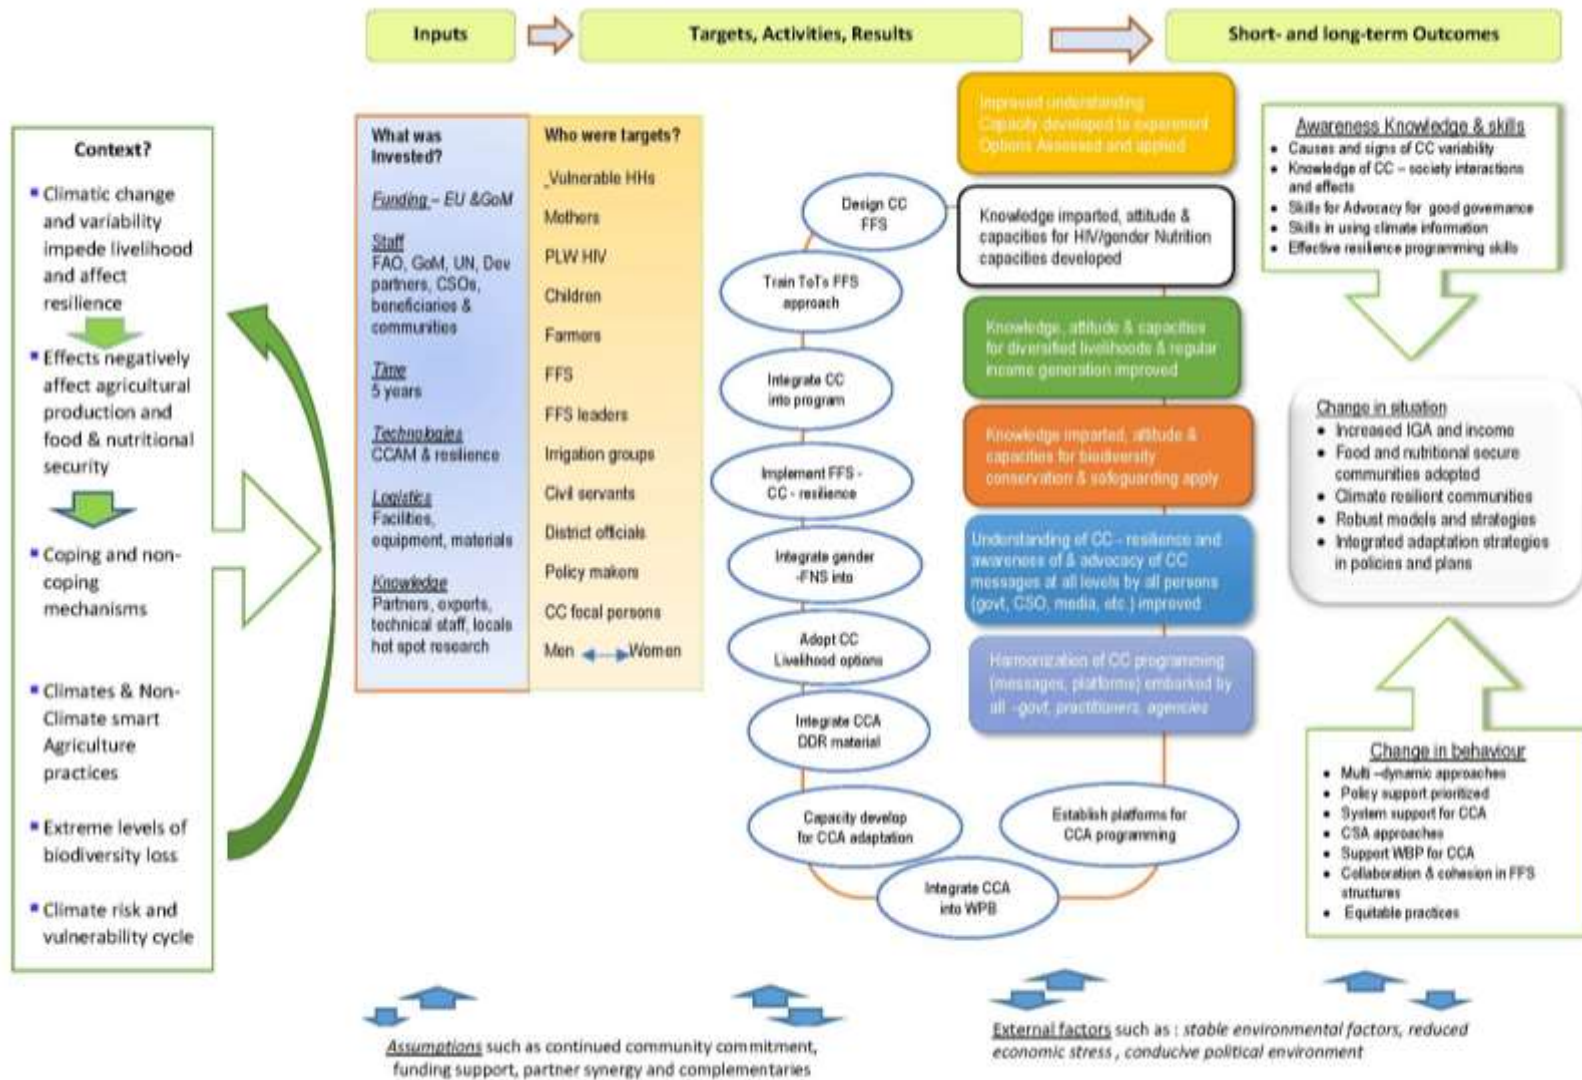 Inputs
Targets, Activities, Results
Short- and long-term Outcomes
Context?
Climatic change
and variability
impede livelihood
and affect
resilience
Effects negatively
affect agricultural
production and
food & nutritional
security
Coping and non-
coping
mechanisms
Climates & Non-
Climate smart
Agriculture
practices
Extreme levels of
biodiversity loss
Climate risk and
vulnerability cycle
What was
Invested?
Funding – EU &GoM
Staff
FAO, GoM, UN, Dev
partners, CSOs,
beneficiaries &
communities
Time
5 years
Technologies
CCAM & resilience
Logistics
Facilities,
equipment, materials
Knowledge
Partners, experts,
technical staff, locals
hot spot research
Who were targets?
_Vulnerable HHs
Mothers
PLW HIV
Children
Farmers
FFS
FFS leaders
Irrigation groups
Civil servants
District officials
Policy makers
CC focal persons
Men Women
Design CC
FFS
Train ToTs FFS
approach
Integrate CC
into program
Implement FFS -
CC - resilience
Integrate gender
-FNS into
Adopt CC
Livelihood options
Integrate CCA
DDR material
Capacity develop
for CCA adaptation
Integrate CCA
into WPB
Establish platforms for
CCA programming
Improved understanding
Capacity developed to experiment
Options Assessed and applied
Knowledge imparted, attitude &
capacities for HIV/gender Nutrition
capacities developed
Knowledge, attitude & capacities
for diversified livelihoods & regular
income generation improved
Knowledge imparted, attitude &
capacities for biodiversity
conservation & safeguarding apply
Understanding of CC - resilience and
awareness of & advocacy of CC
messages at all levels by all persons
(govt, CSO, media, etc.) improved
Harmonization of CC programming
(messages, platforms) embarked by
all -govt, practitioners, agencies
Awareness Knowledge & skills
Causes and signs of CC variability
Knowledge of CC – society interactions
and effects
Skills for Advocacy for good governance
Skills in using climate information
Effective resilience programming skills
Change in situation
Increased IGA and income
Food and nutritional secure
communities adopted
Climate resilient communities
Robust models and strategies
Integrated adaptation strategies
in policies and plans
Change in behaviour
Multi –dynamic approaches
Policy support prioritized
System support for CCA
CSA approaches
Support WBP for CCA
Collaboration & cohesion in FFS
structures
Equitable practices
Assumptions such as continued community commitment,
funding support, partner synergy and complementaries
External factors such as : stable environmental factors, reduced
economic stress , conducive political environment